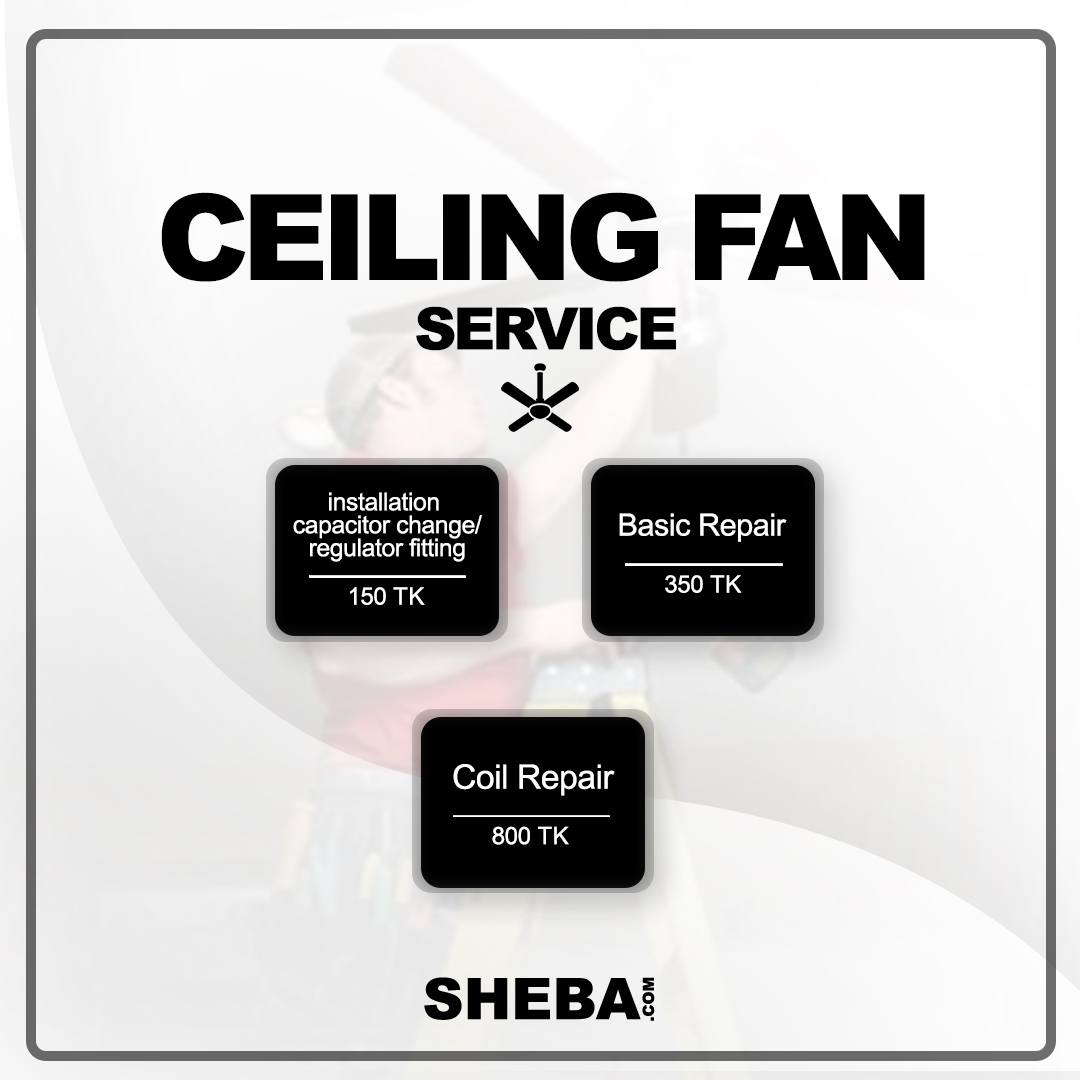 CEILING FAN
SERVICE
installation
capacitor change/
regulator fitting
150 TK
Basic Repair
350 TK
Coil Repair
800 TK
SHEBA.COM